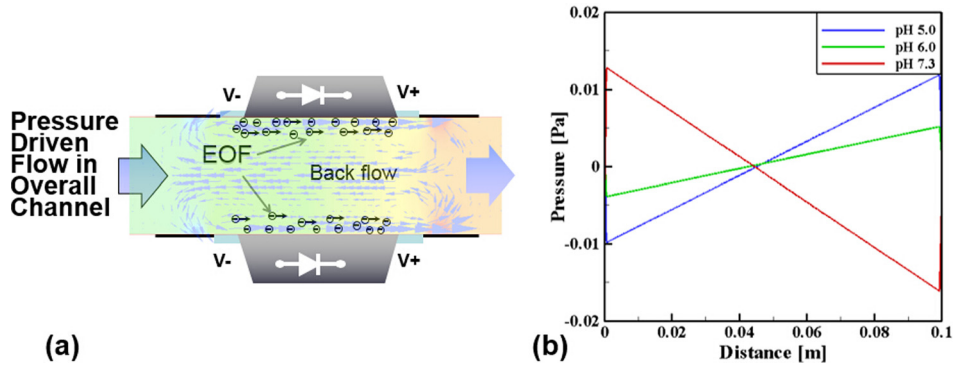 V-
V+
Pressure
Driven
Flow in
Overall
Channel
EOF
Back flow
V-
V+
(a)
0.02
0.01
0
-0.01
-0.02
Pressure [Pa]
pH 5.0
pH 6.0
pH 7.3
0 0.02 0.04 0.06 0.08 0.1
Distance [m]
(b)